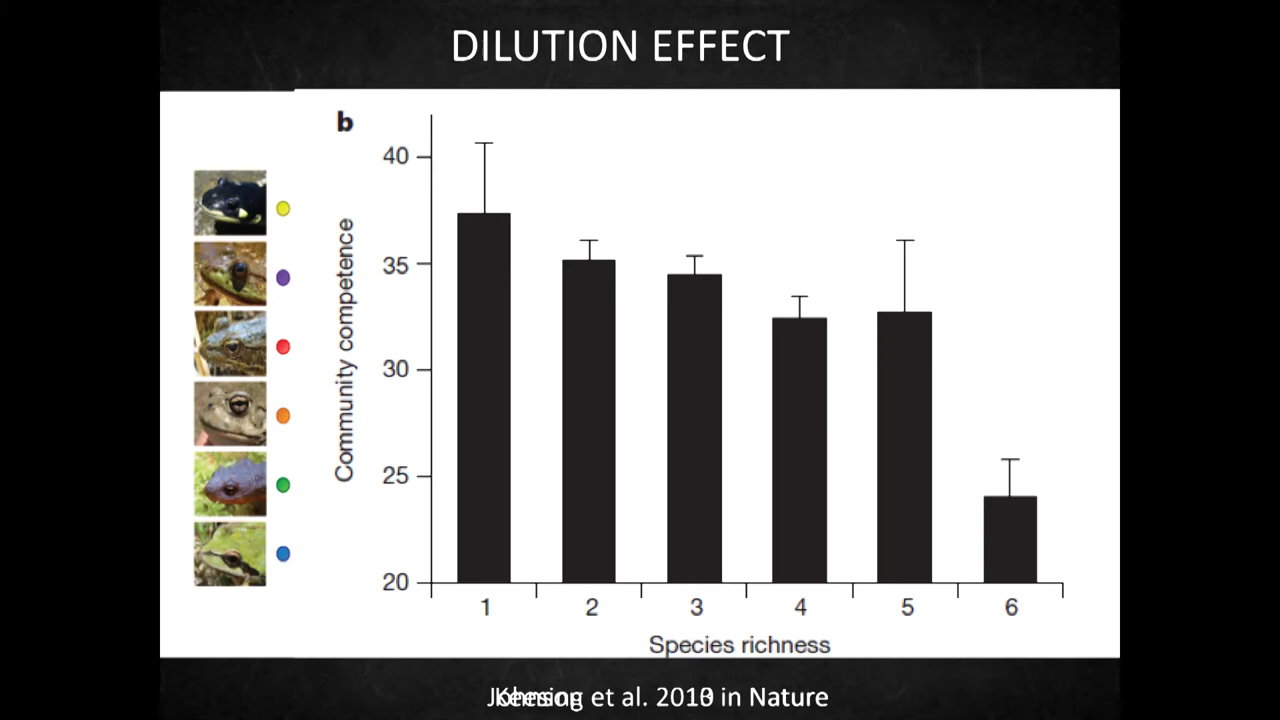 DILUTION EFFECT
b
Community competence
40
35
30
25
20
1 2 3 4 5 6
Species richness
et al. in Nature